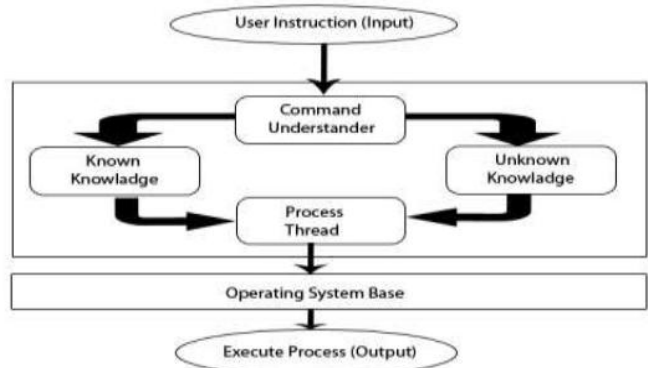 User Instruction (Input)
Command
Understander
Known
Knowladge
Unknown
Knowladge
Process
Thread
Operating System Base
Execute Process (Output)